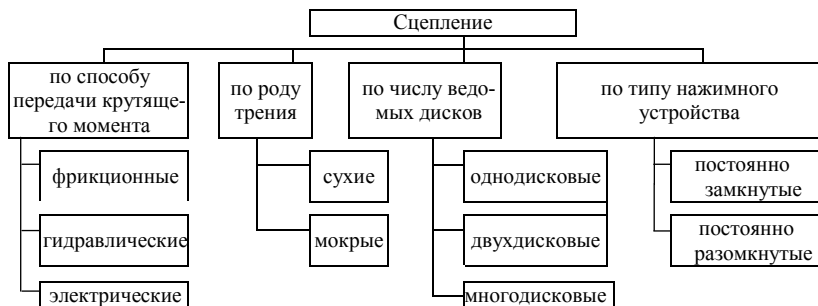 Сцепление
по способу
передачи крутяще-
го момента
по роду
трения
по числу ведо-
мых дисков
по типу нажимного
устройства
фрикционные
гидравлические
электрические
сухие
мокрые
однодисковые
двухдисковые
многодисковые
постоянно
замкнутые
постоянно
разомкнутые